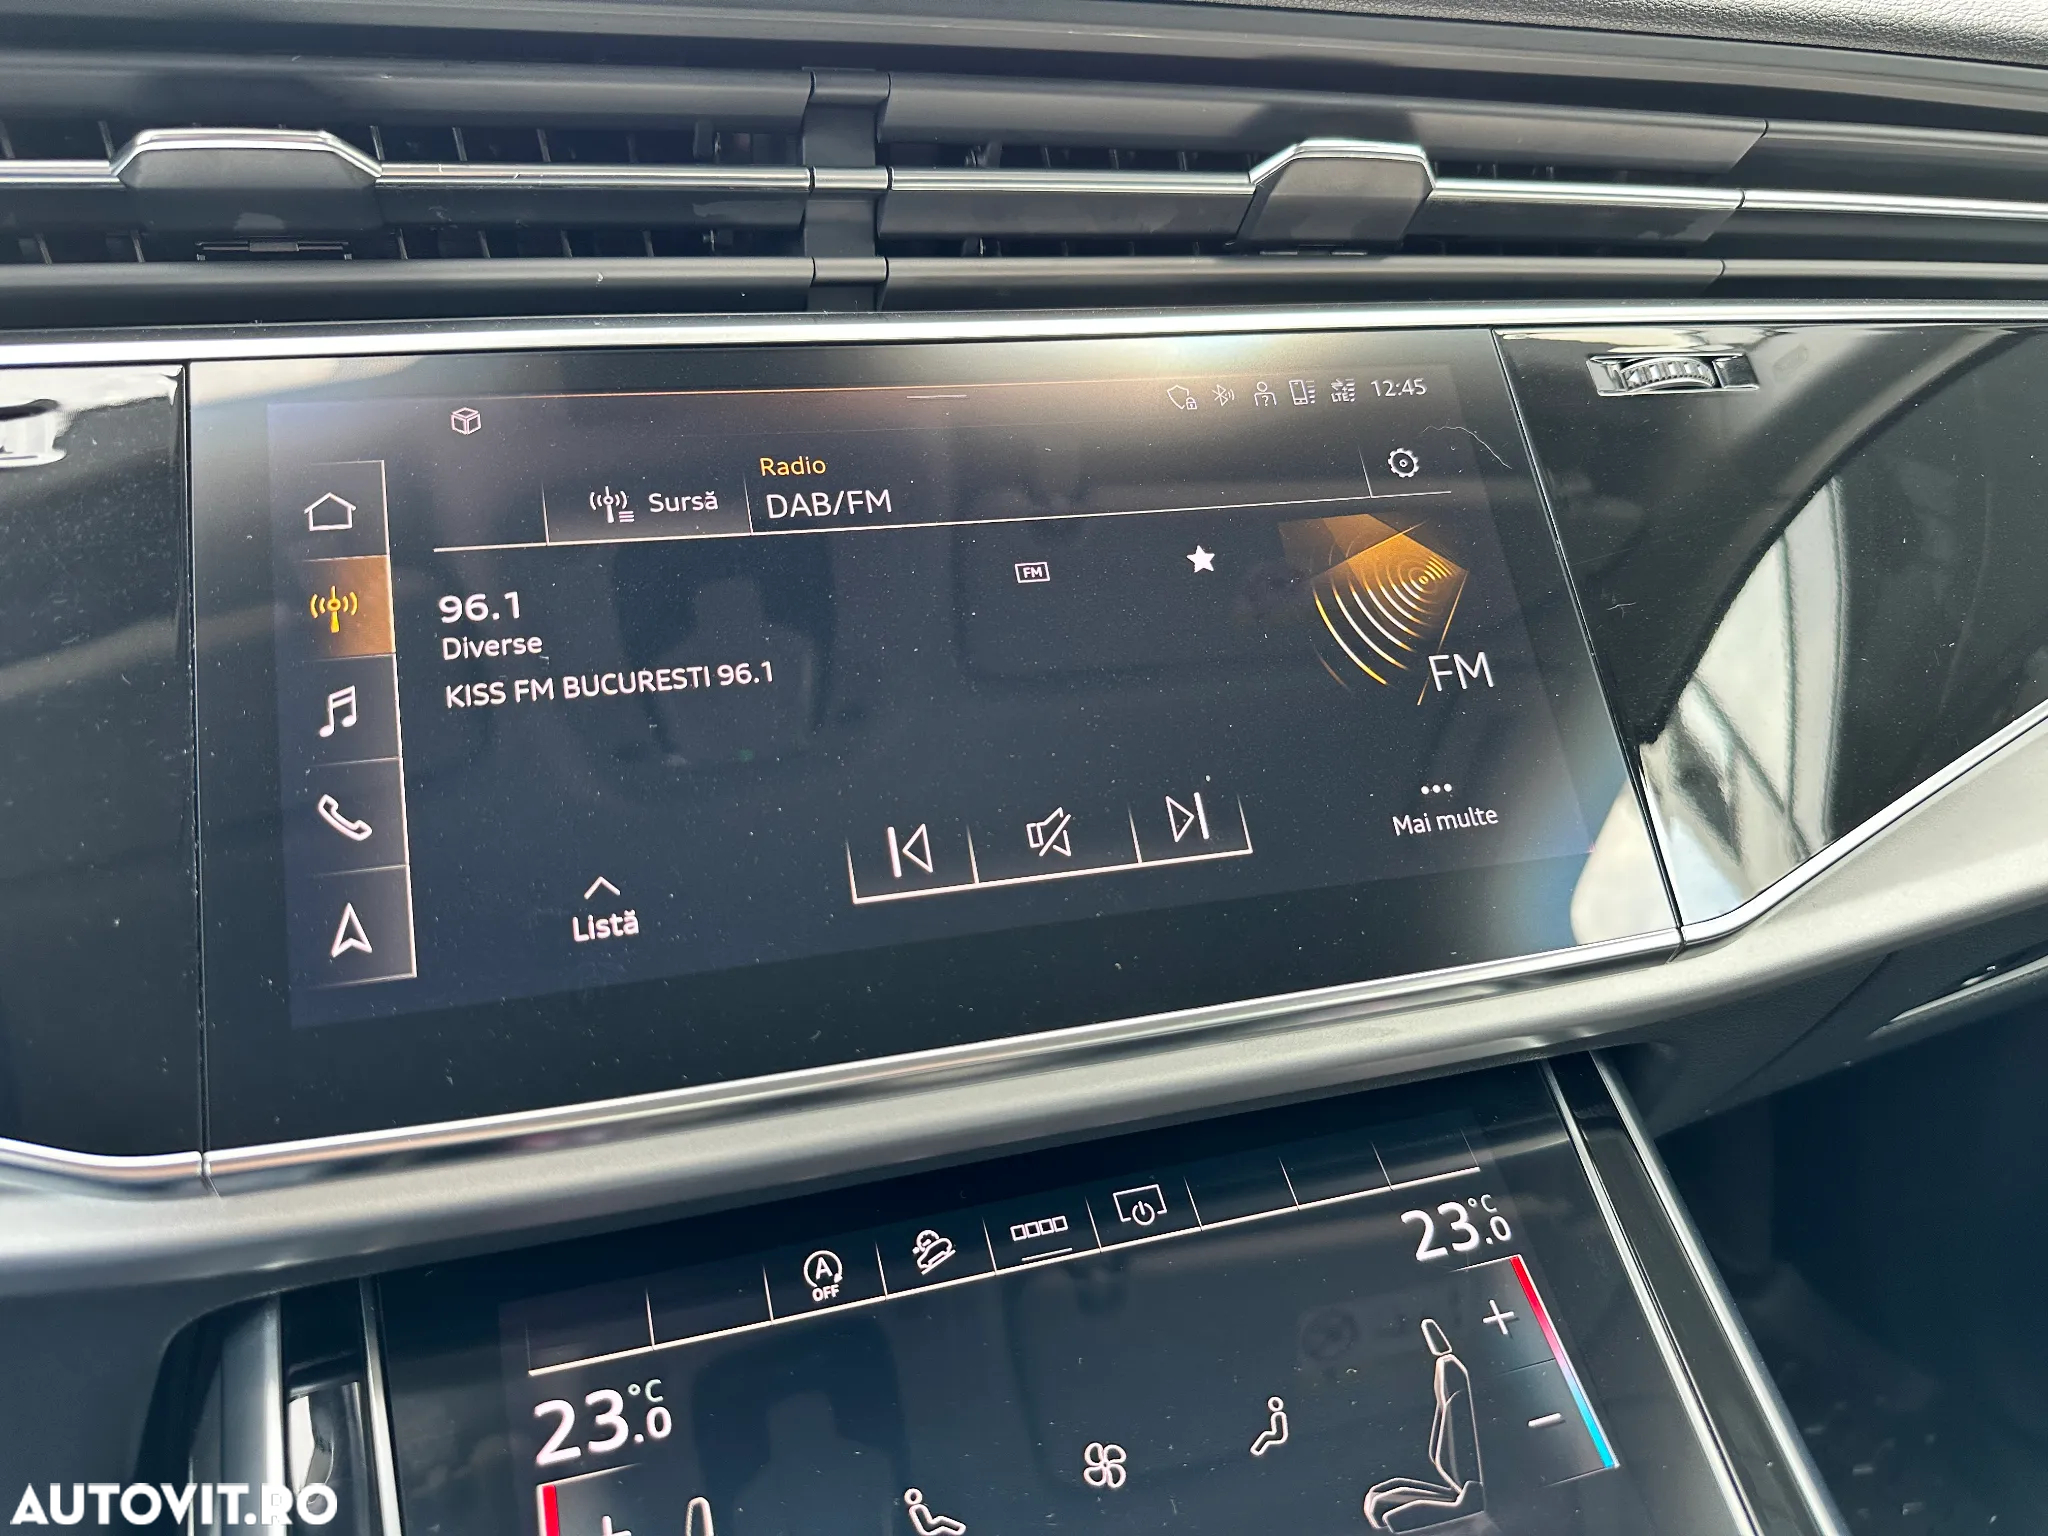 LTE
12:45
Radio
Sursă
DAB/FM
96.1
FM
Diverse
KISS FM BUCURESTI 96.1
FM
Mai multe
Listă
A
OFF
23.0 °C
23.0 °C
AUTOVIT.RO